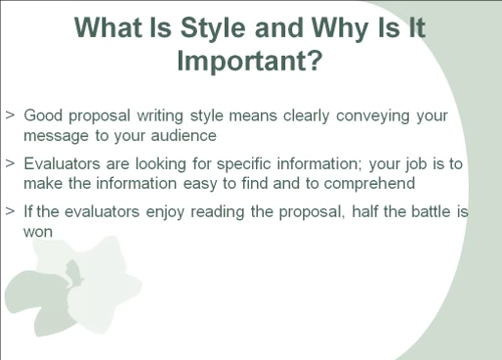 What Is Style and Why Is It
Important?
> Good proposal writing style means clearly conveying your
message to your audience
> Evaluators are looking for specific information; your job is to
make the information easy to find and to comprehend
> If the evaluators enjoy reading the proposal, half the battle is
won